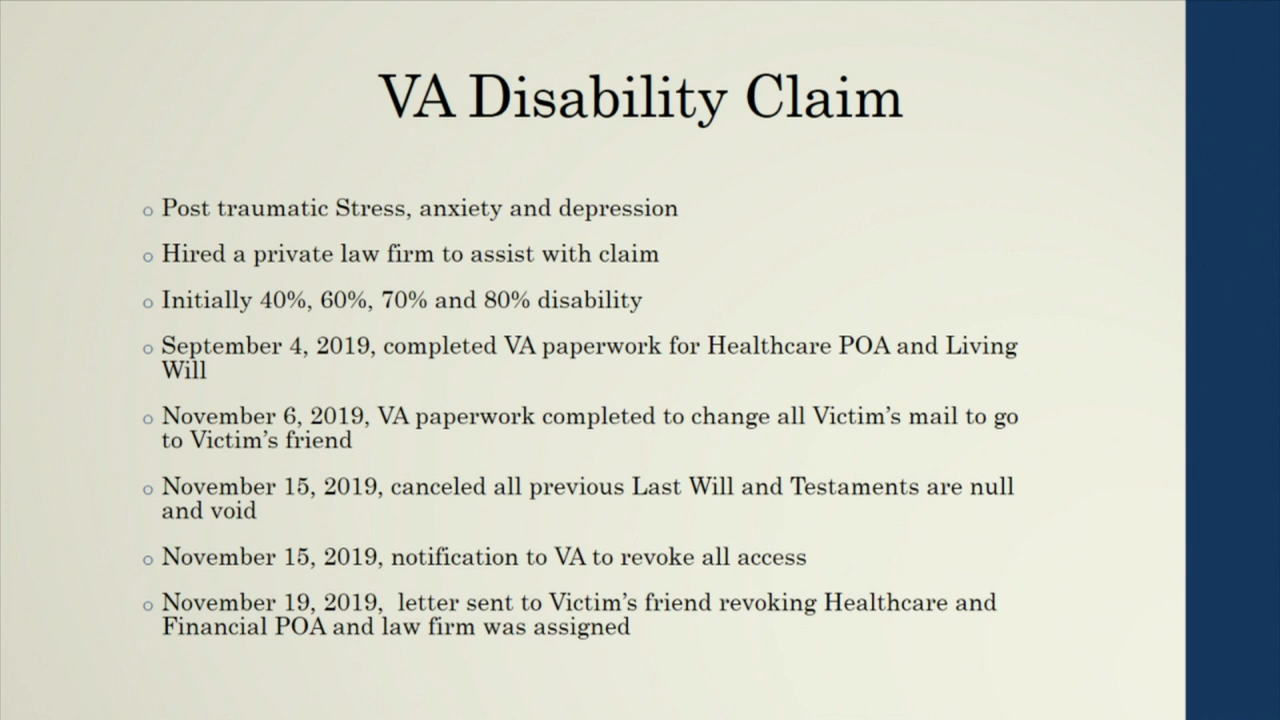 VA Disability Claim
Post traumatic Stress, anxiety and depression
Hired a private law firm to assist with claim
Initially 40%, 60%, 70% and 80% disability
September 4, 2019, completed VA paperwork for Healthcare POA and Living
Will
November 6, 2019, VA paperwork completed to change all Victim's mail to go
to Victim's friend
November 15, 2019, canceled all previous Last Will and Testaments are null
and void
November 15, 2019, notification to VA to revoke all access
November 19, 2019,  letter sent to Victim's friend revoking Healthcare and
Financial POA and law firm was assigned